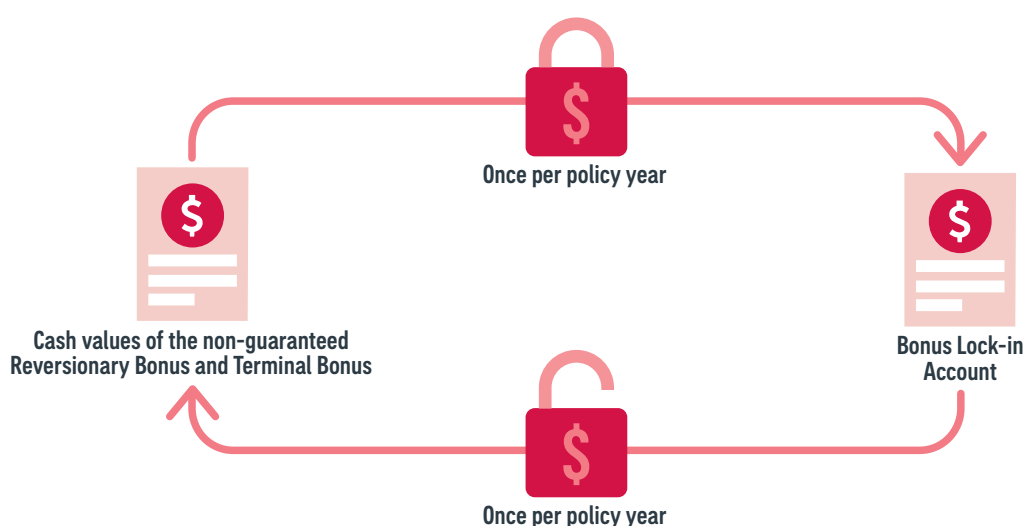 $
Once per policy year
$
$
Cash values of the non-guaranteed
Reversionary Bonus and Terminal Bonus
Bonus Lock-in
Account
$
Once per policy year